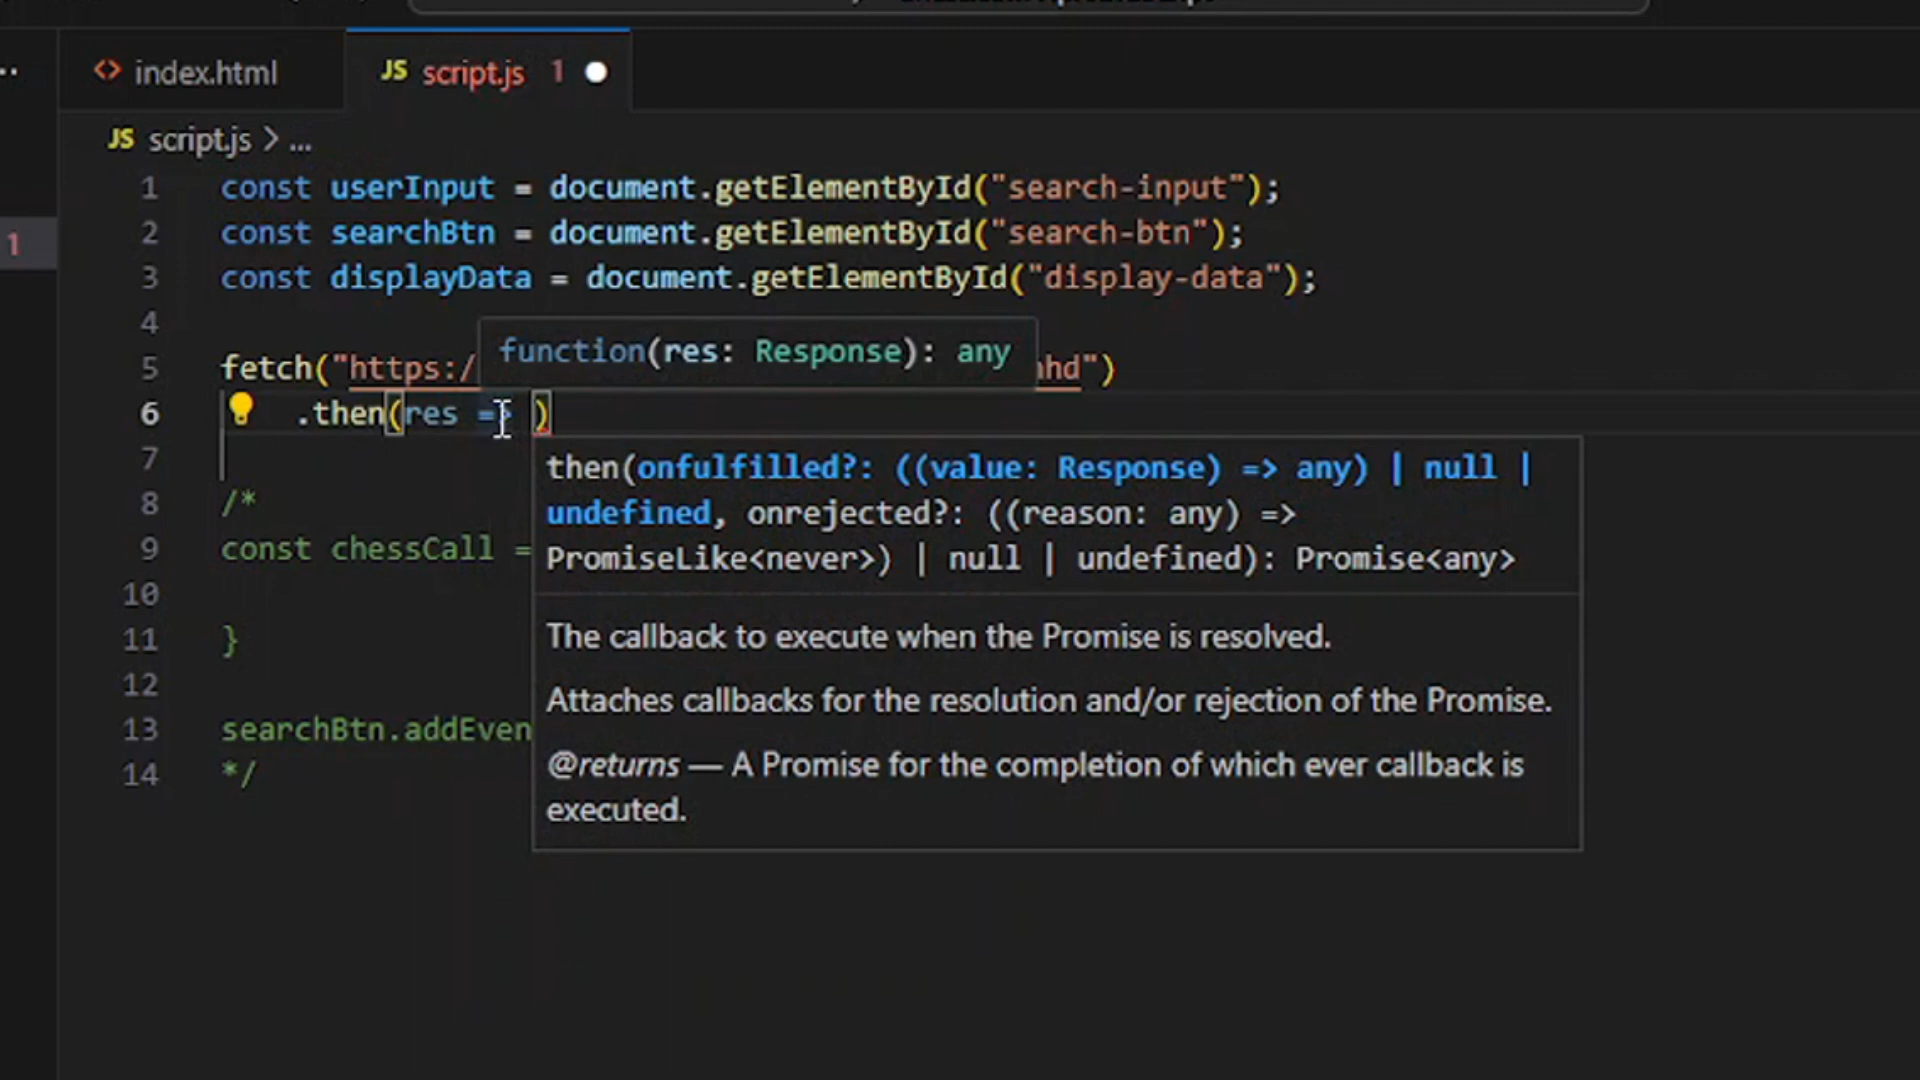 index.html
JS script.js 1
JS script.js > ...
1 const userInput = document.getElementById("search-input");
2 const searchBtn = document.getElementById("search-btn");
3 const displayData = document.getElementById("display-data");
4
function(res: Response): any
5 fetch("https:/ hd")
6 .then(res => )
7
then(onfulfilled?: ((value: Response) => any) | null |
undefined, onrejected?: ((reason: any) =>
PromiseLike<never>) | null | undefined): Promise<any>
The callback to execute when the Promise is resolved.
Attaches callbacks for the resolution and/or rejection of the Promise.
@returns — A Promise for the completion of which ever callback is
executed.
8 /*
9 const chessCall =
10
11 }
12
13 searchBtn.addEven
14 */
1